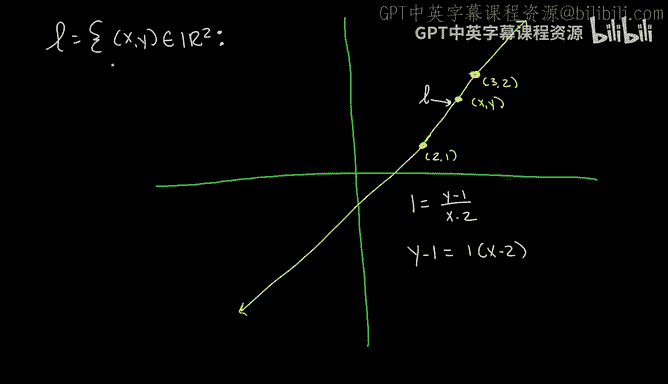 GPT中英字幕课程资源@bilibili.com
GPT中英字幕课程资源 bilibili
l = { (x,y) ∈ ℝ² :
(3,2)
l →
(x,y)
(2,1)
1 = \frac{y-1}{x-2}
y-1 = 1(x-2)